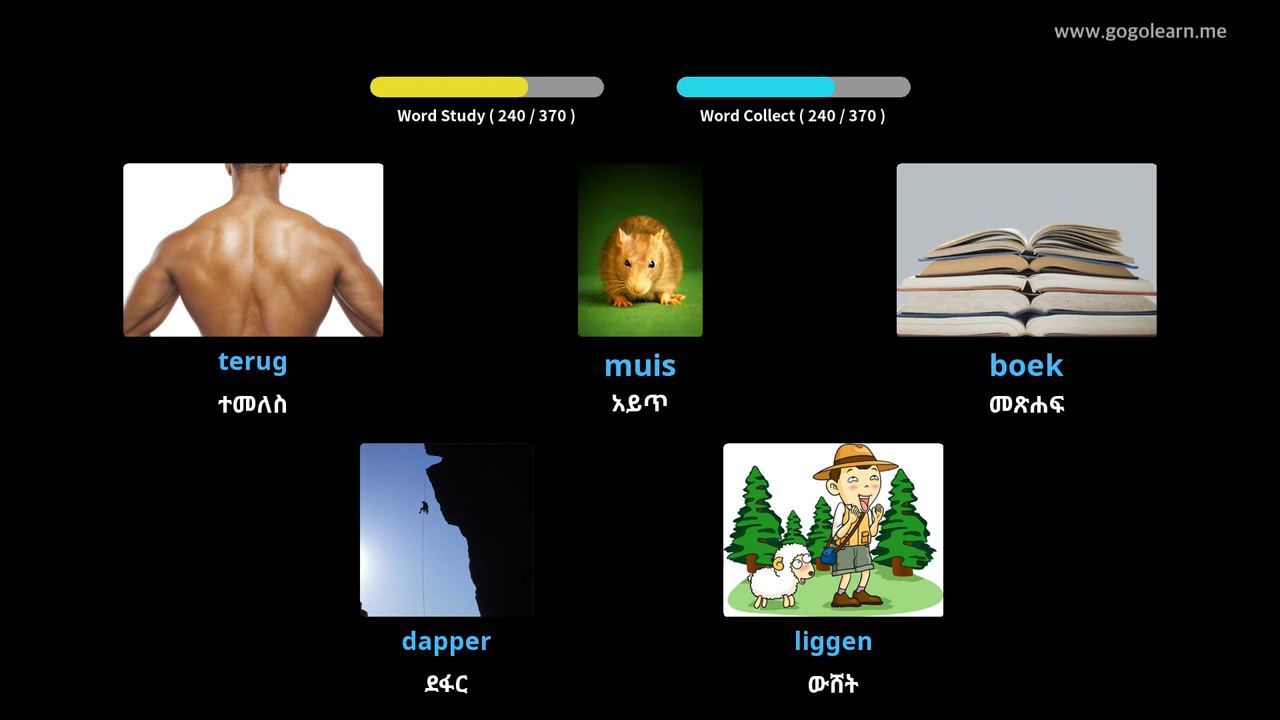 www.gogolearn.me
Word Study ( 240 / 370 )
Word Collect ( 240 / 370 )
terug
ተመለስ
muis
አይጥ
boek
መጽሐፍ
dapper
ደፋር
liggen
ውሸት